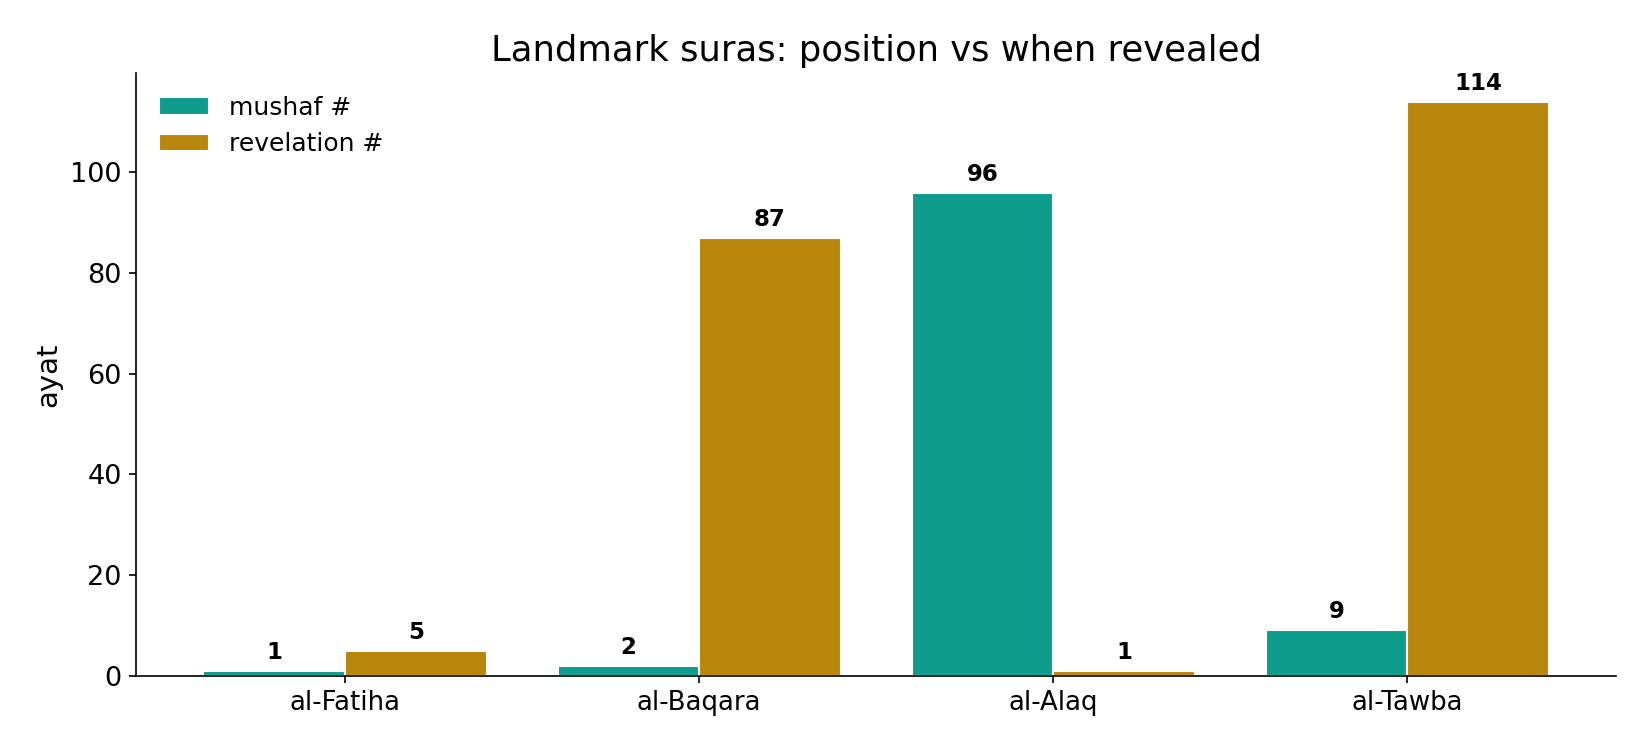 Landmark suras: position vs when revealed
mushaf #
revelation #
ayat
100
80
60
40
20
0
1
5
2
87
96
1
9
114
al-Fatiha
al-Baqara
al-Alaq
al-Tawba